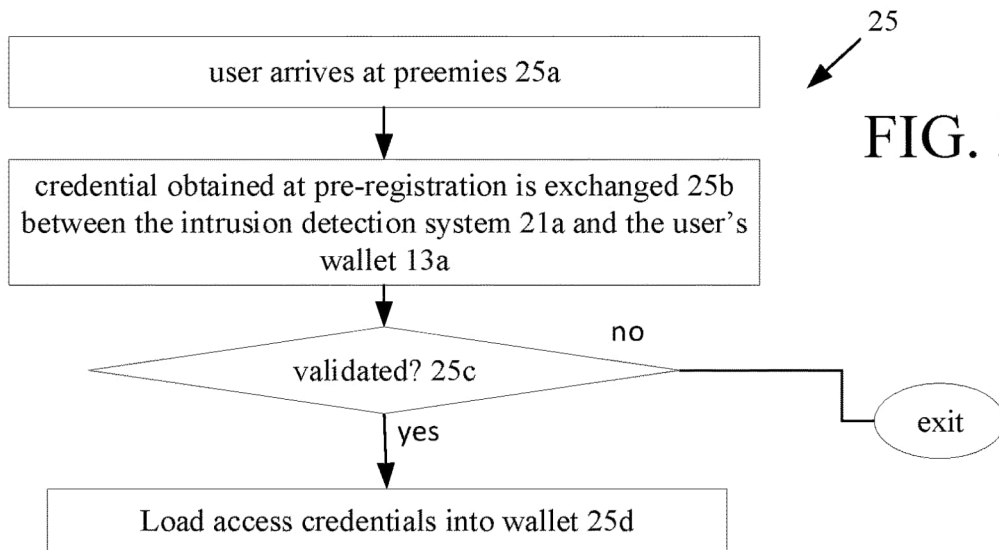 25
user arrives at preemies 25a
FIG.
credential obtained at pre-registration is exchanged 25b
between the intrusion detection system 21a and the user's
wallet 13a
no
validated? 25c
exit
yes
Load access credentials into wallet 25d